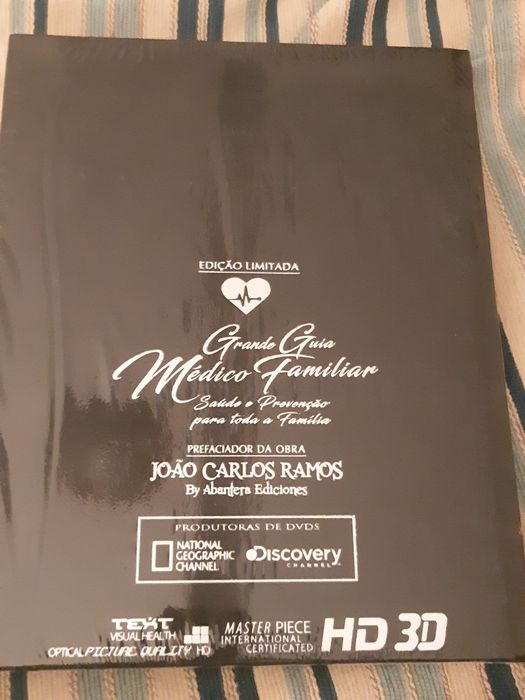 EDIÇÃO LIMITADA
Grande Guia
Médico Familiar
Saúde e Prevenção
para toda a Família
PREFACIADOR DA OBRA
JOÃO CARLOS RAMOS
By Abantera Ediciones
PRODUTORAS DE DVDS
NATIONAL
GEOGRAPHIC
CHANNEL
Discovery
CHANNEL
TEXT
VISUAL HEALTH
OPTICAL PICTURE QUALITY HD
MASTER PIECE
INTERNATIONAL
CERTIFICATED
HD 3D